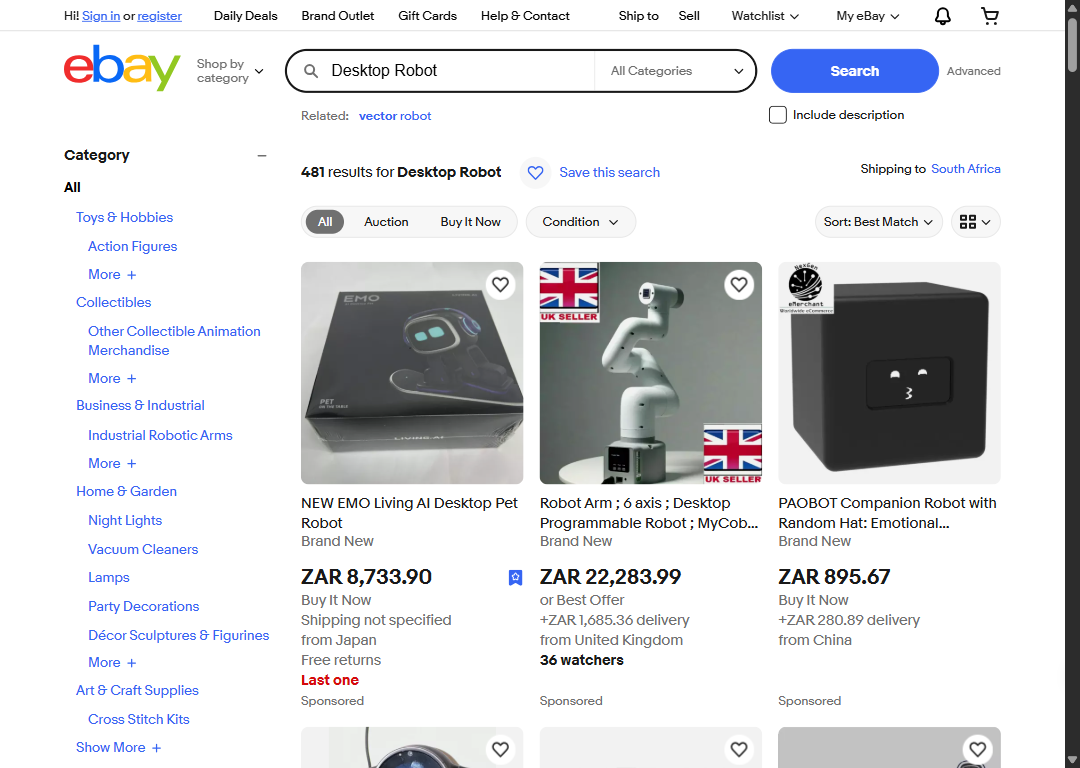 Hi! Sign in or register
Daily Deals
Brand Outlet
Gift Cards
Help & Contact
Ship to
Sell
Watchlist
My eBay
ebay
Shop by
category
Desktop Robot
All Categories
Search
Advanced
Related: vector robot
Include description
Category
All
Toys & Hobbies
Action Figures
More +
Collectibles
Other Collectible Animation
Merchandise
More +
Business & Industrial
Industrial Robotic Arms
More +
Home & Garden
Night Lights
Vacuum Cleaners
Lamps
Party Decorations
Décor Sculptures & Figurines
More +
Art & Craft Supplies
Cross Stitch Kits
Show More +
481 results for Desktop Robot
Save this search
Shipping to South Africa
All
Auction
Buy It Now
Condition
Sort: Best Match
EMO
PET
ON THE TABLE
LIVING.AI
NEW EMO Living AI Desktop Pet
Robot
Brand New
ZAR 8,733.90
Buy It Now
Shipping not specified
from Japan
Free returns
Last one
Sponsored
UK SELLER
UK SELLER
Robot Arm ; 6 axis ; Desktop
Programmable Robot ; MyCob...
Brand New
ZAR 22,283.99
or Best Offer
+ZAR 1,685.36 delivery
from United Kingdom
36 watchers
Sponsored
NexGen
eMerchant
Worldwide eCommerce
PAOBOT Companion Robot with
Random Hat: Emotional...
Brand New
ZAR 895.67
Buy It Now
+ZAR 280.89 delivery
from China
Sponsored